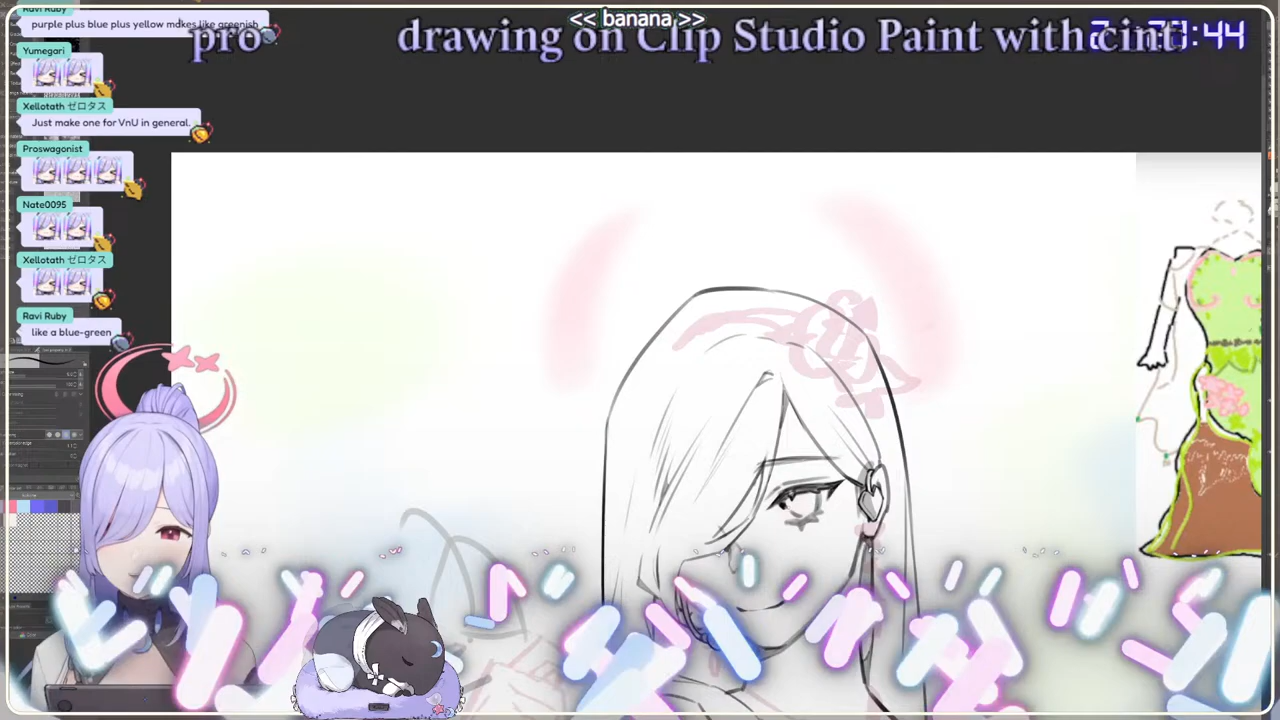 << banana >>
pro drawing on Clip Studio Paint with cinti
:44
Ravi Ruby
purple plus blue plus yellow makes like greenish
Yumegari
Xellotath ゼロタス
Just make one for VnU in general.
Proswagonist
Nate0095
Xellotath ゼロタス
Ravi Ruby
like a blue-green